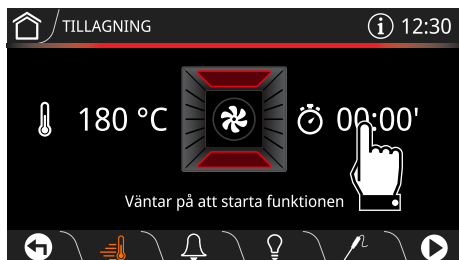 TILLAGNING
12:30
180 °C
00:00'
Väntar på att starta funktionen